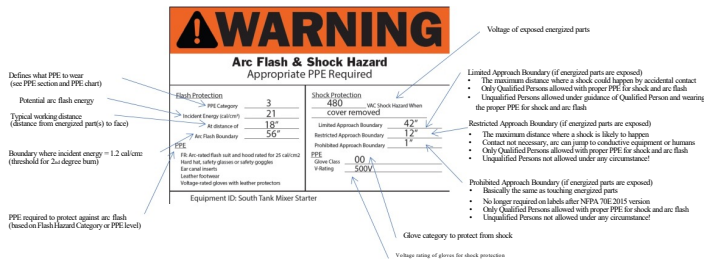 WARNING
Arc Flash & Shock Hazard
Appropriate PPE Required
Flash Protection
PPE Category 3
Incident Energy (cal/cm²) 21
At distance of 18"
Arc Flash Boundary 56"
PPE
FR: Arc-rated flash suit and hood rated for 25 cal/cm2
Hard hat, safety glasses or safety goggles
Ear canal inserts
Leather footwear
Voltage-rated gloves with leather protectors
Shock Protection
480 VAC Shock Hazard When
cover removed
Limited Approach Boundary 42"
Restricted Approach Boundary 12"
Prohibited Approach Boundary 1"
PPE
Glove Class 00
V-Rating 500V
Equipment ID: South Tank Mixer Starter
Defines what PPE to wear
(see PPE section and PPE chart)
Potential arc flash energy
Typical working distance
(distance from energized part(s) to face)
Boundary where incident energy = 1.2 cal/cm2
(threshold for 2nd degree burn)
PPE required to protect against arc flash
(based on Flash Hazard Category or PPE level)
Voltage of exposed energized parts
Limited Approach Boundary (if energized parts are exposed)
• The maximum distance where a shock could happen by accidental contact
• Only Qualified Persons allowed with proper PPE for shock and arc flash
• Unqualified Persons allowed under guidance of Qualified Person and wearing
the proper PPE for shock and arc flash
Restricted Approach Boundary (if energized parts are exposed)
• The maximum distance where a shock is likely to happen
• Contact not necessary, arc can jump to conductive equipment or humans
• Only Qualified Persons allowed with proper PPE for shock and arc flash
• Unqualified Persons not allowed under any circumstance!
Prohibited Approach Boundary (if energized parts are exposed)
• Basically the same as touching energized parts
• No longer required on labels after NFPA 70E 2015 version
• Only Qualified Persons allowed with proper PPE for shock and arc flash
• Unqualified Persons not allowed under any circumstance!
Glove category to protect from shock
Voltage rating of gloves for shock protection